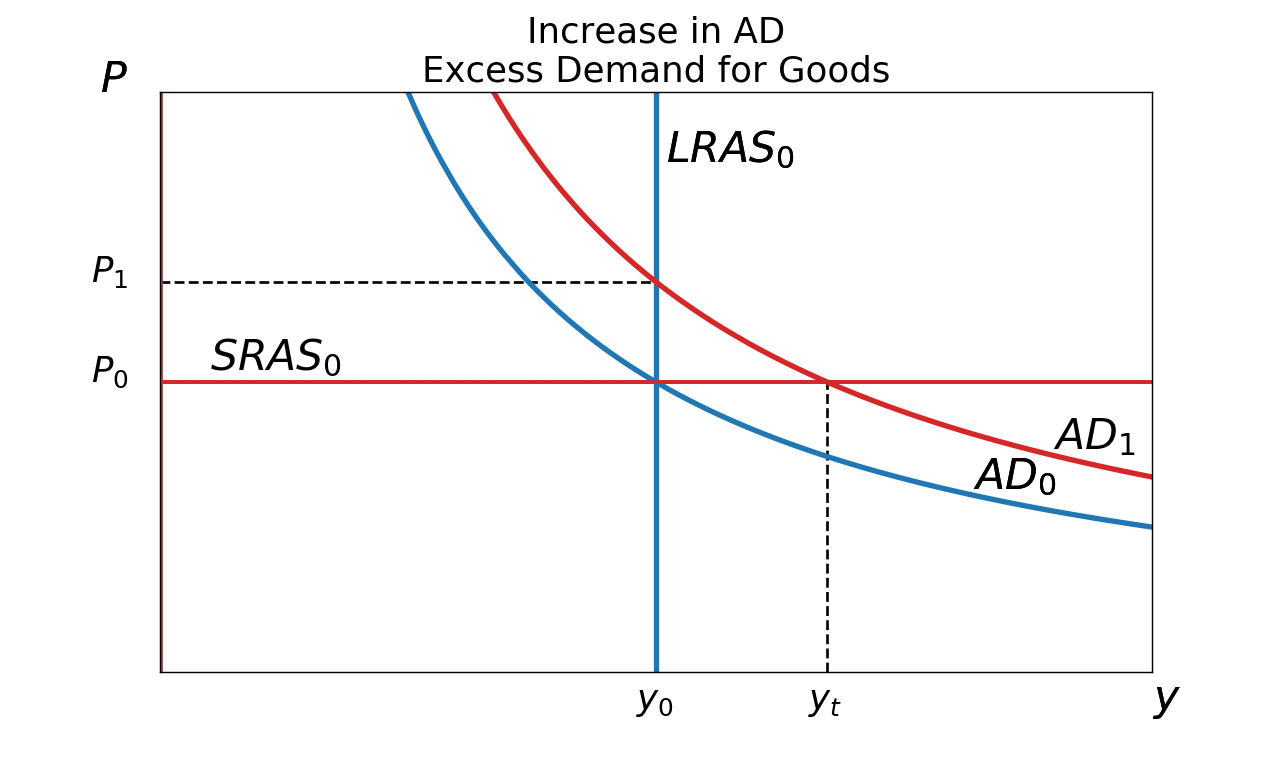 Increase in AD
Excess Demand for Goods
P
LRAS₀
P₁
SRAS₀
P₀
AD₁
AD₀
y₀
yₜ
y